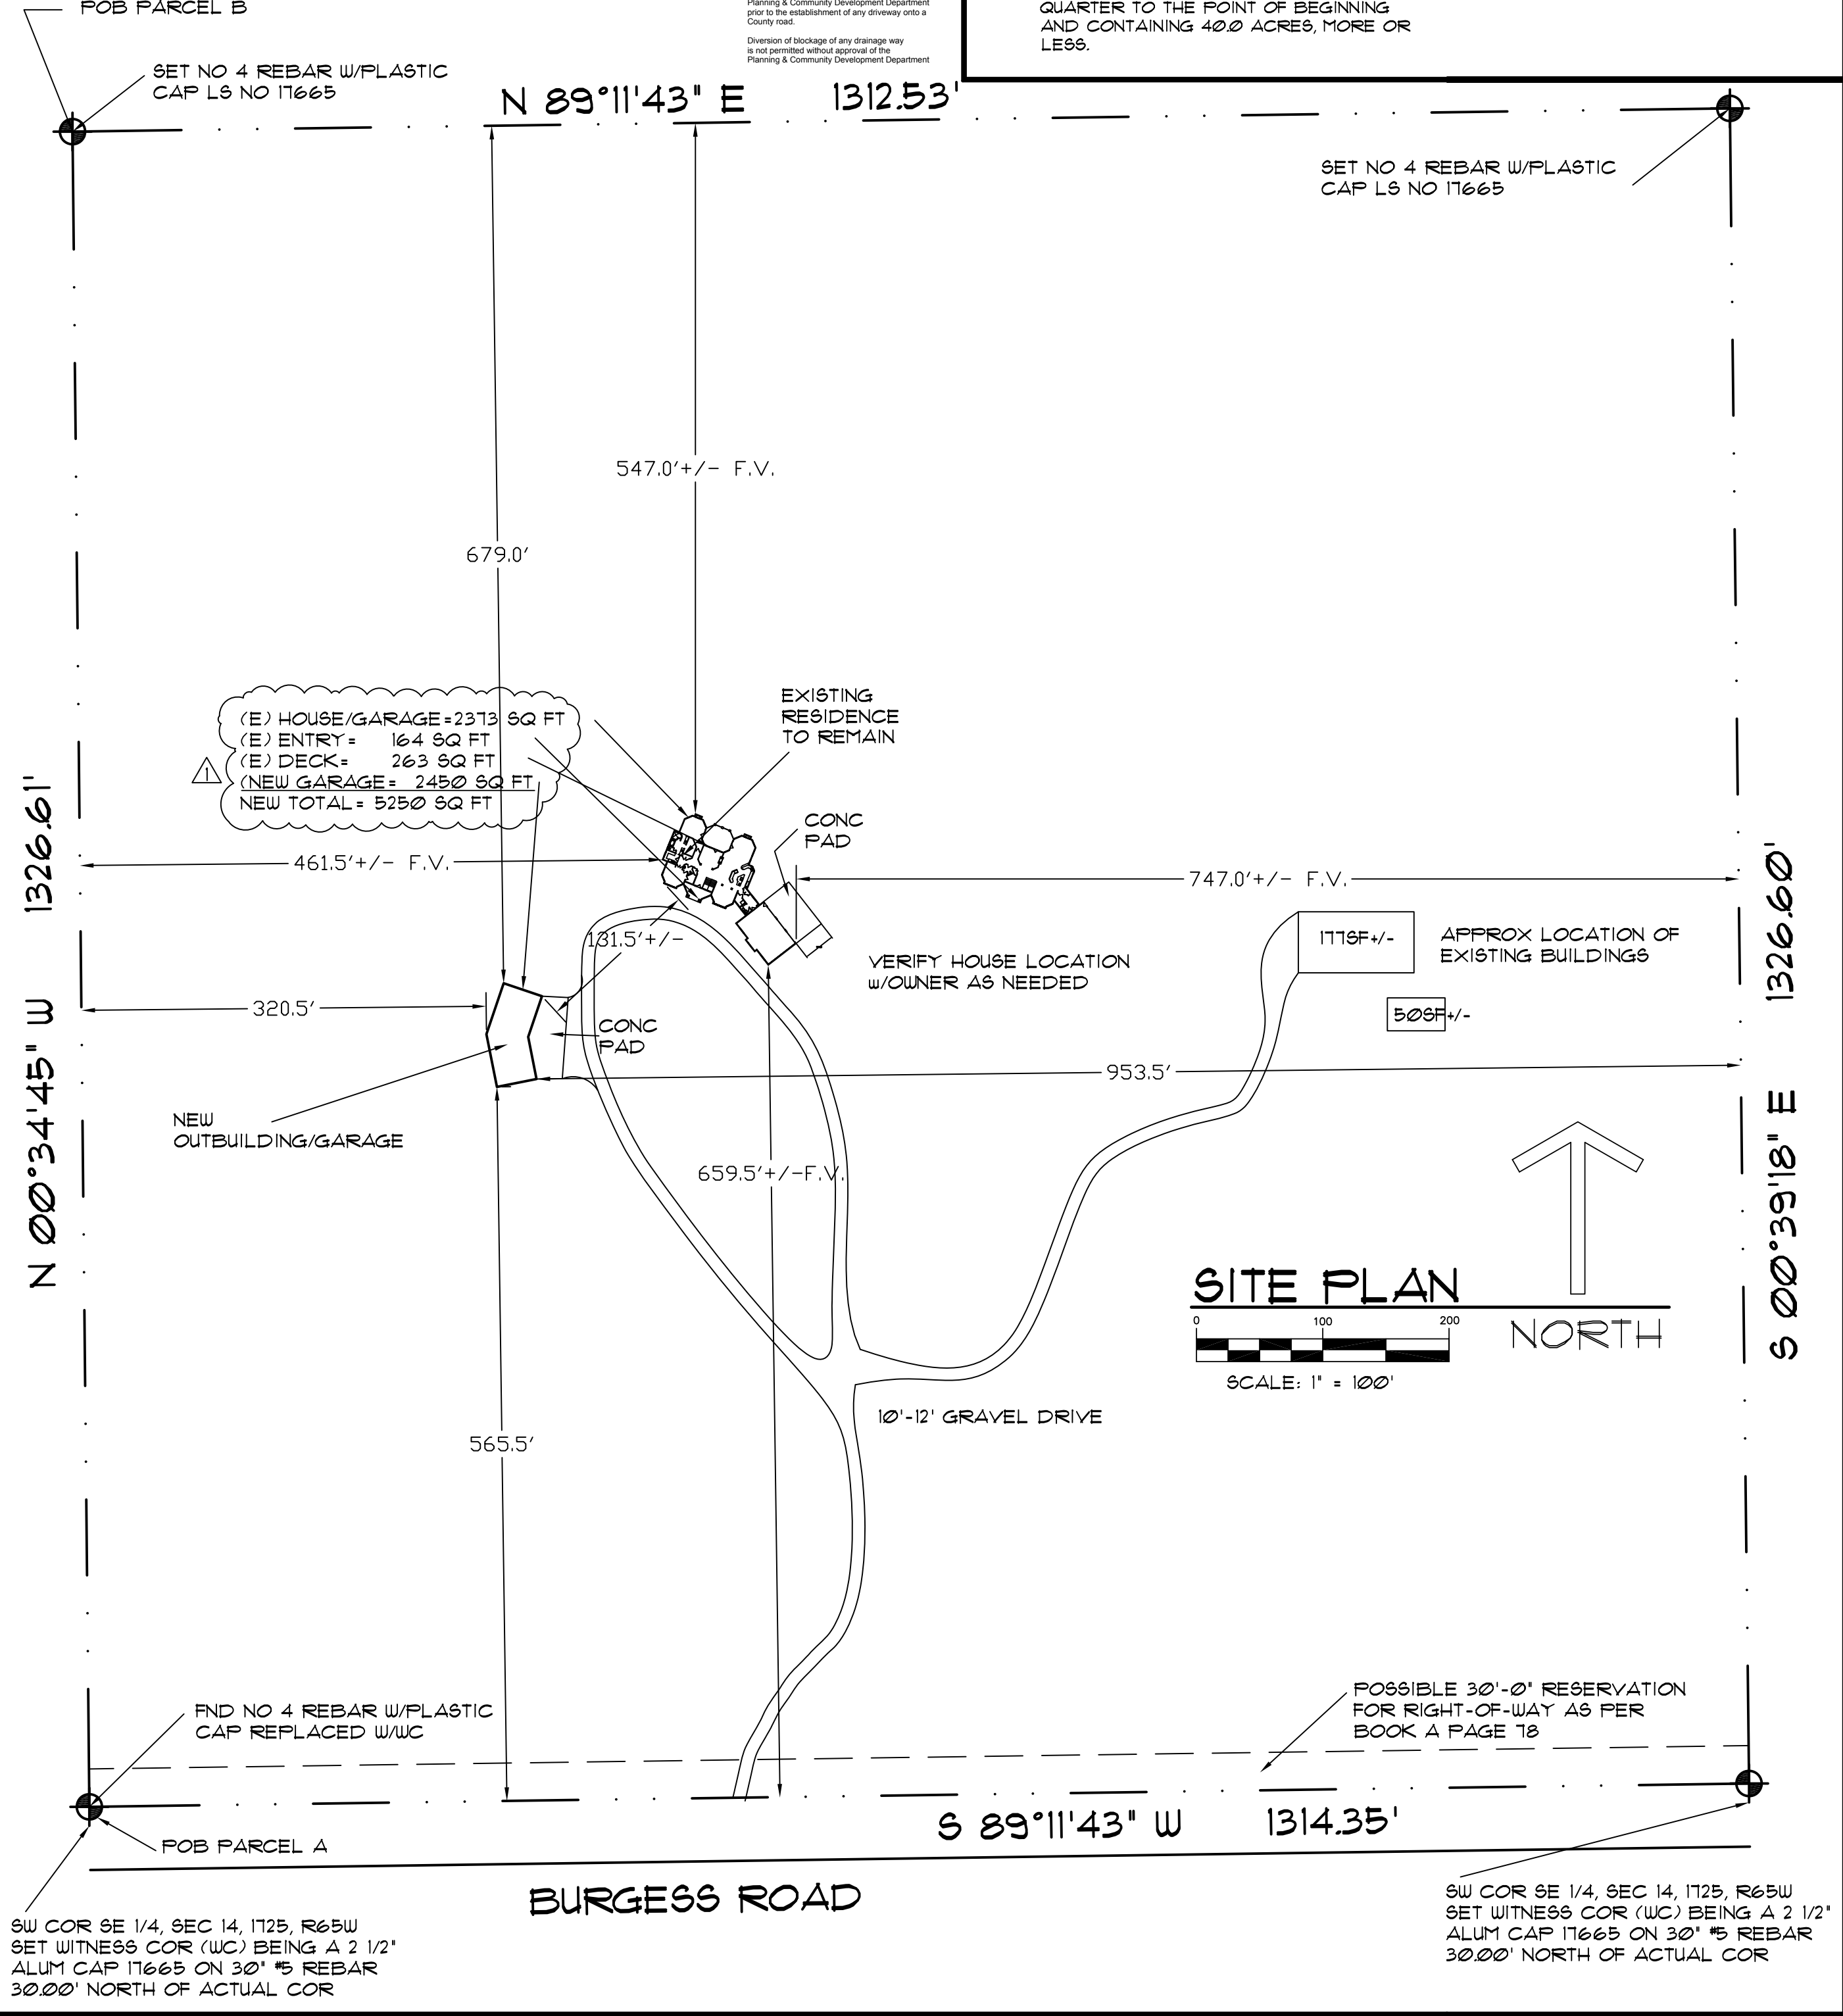 POB PARCEL B
Planning & Community Development Department
prior to the establishment of any driveway onto a
County road.
Diversion of blockage of any drainage way
is not permitted without approval of the
Planning & Community Development Department
QUARTER TO THE POINT OF BEGINNING
AND CONTAINING 40.0 ACRES, MORE OR
LESS.
SET NO 4 REBAR W/PLASTIC
CAP LS NO 17665
N 89°11'43" E 1312.53'
SET NO 4 REBAR W/PLASTIC
CAP LS NO 17665
547.0'+/- F.V.
679.0'
(E) HOUSE/GARAGE=2373 SQ FT
(E) ENTRY= 164 SQ FT
(E) DECK= 263 SQ FT
(NEW GARAGE= 2450 SQ FT
NEW TOTAL= 5250 SQ FT
1
EXISTING
RESIDENCE
TO REMAIN
CONC
PAD
461.5'+/- F.V.
747.0'+/- F.V.
N 00°34'45" W 1326.61'
S 00°39'18" E 1326.60'
131.5'+/-
177SF+/-
APPROX LOCATION OF
EXISTING BUILDINGS
VERIFY HOUSE LOCATION
w/OWNER AS NEEDED
320.5'
50SF+/-
CONC
PAD
953.5'
NEW
OUTBUILDING/GARAGE
659.5'+/-F.V.
SITE PLAN
0 100 200
SCALE: 1" = 100'
NORTH
10'-12' GRAVEL DRIVE
565.5'
POSSIBLE 30'-0" RESERVATION
FOR RIGHT-OF-WAY AS PER
BOOK A PAGE 78
FND NO 4 REBAR W/PLASTIC
CAP REPLACED W/WC
S 89°11'43" W 1314.35'
POB PARCEL A
BURGESS ROAD
SW COR SE 1/4, SEC 14, T12S, R65W
SET WITNESS COR (WC) BEING A 2 1/2"
ALUM CAP 17665 ON 30" #5 REBAR
30.00' NORTH OF ACTUAL COR
SW COR SE 1/4, SEC 14, T12S, R65W
SET WITNESS COR (WC) BEING A 2 1/2"
ALUM CAP 17665 ON 30" #5 REBAR
30.00' NORTH OF ACTUAL COR